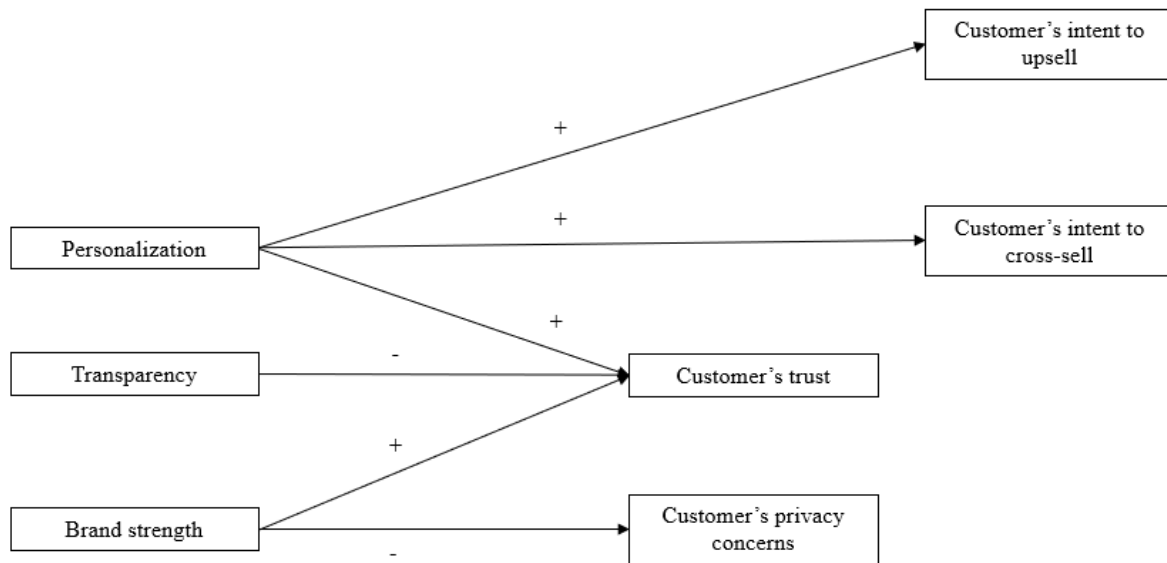 Customer’s intent to
upsell
+
+
Customer’s intent to
cross-sell
Personalization
+
-
Transparency
Customer’s trust
+
Brand strength
Customer’s privacy
concerns
-